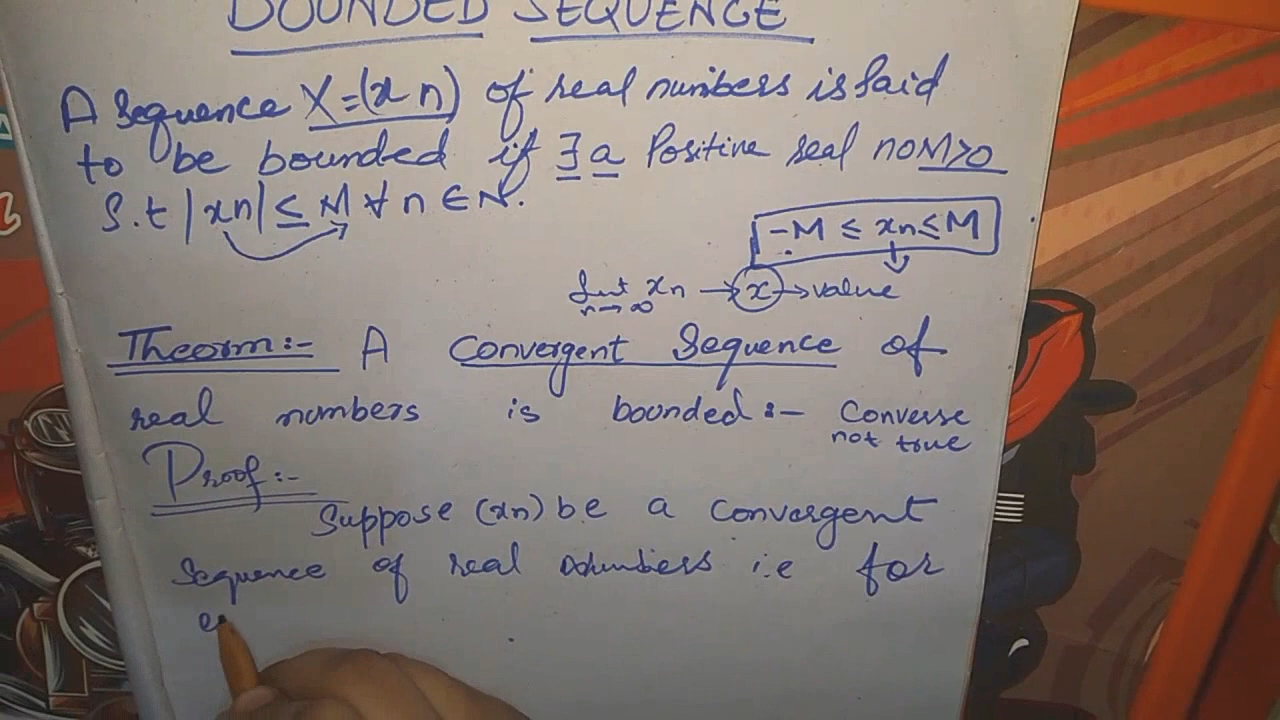 BOUNDED SEQUENCE
A Sequence X=(xn) of real numbers is said
to be bounded if ∃ a Positive real no M>0
S.t |xn| ≤ M ∀ n ∈ N.
-M ≤ xn ≤ M
n→∞ xn → x → value
Theorm:- A Convergent Sequence of
real numbers is bounded :- Converse
not true
Proof:-
Suppose (xn) be a Convergent
Sequence of real numbers i.e for